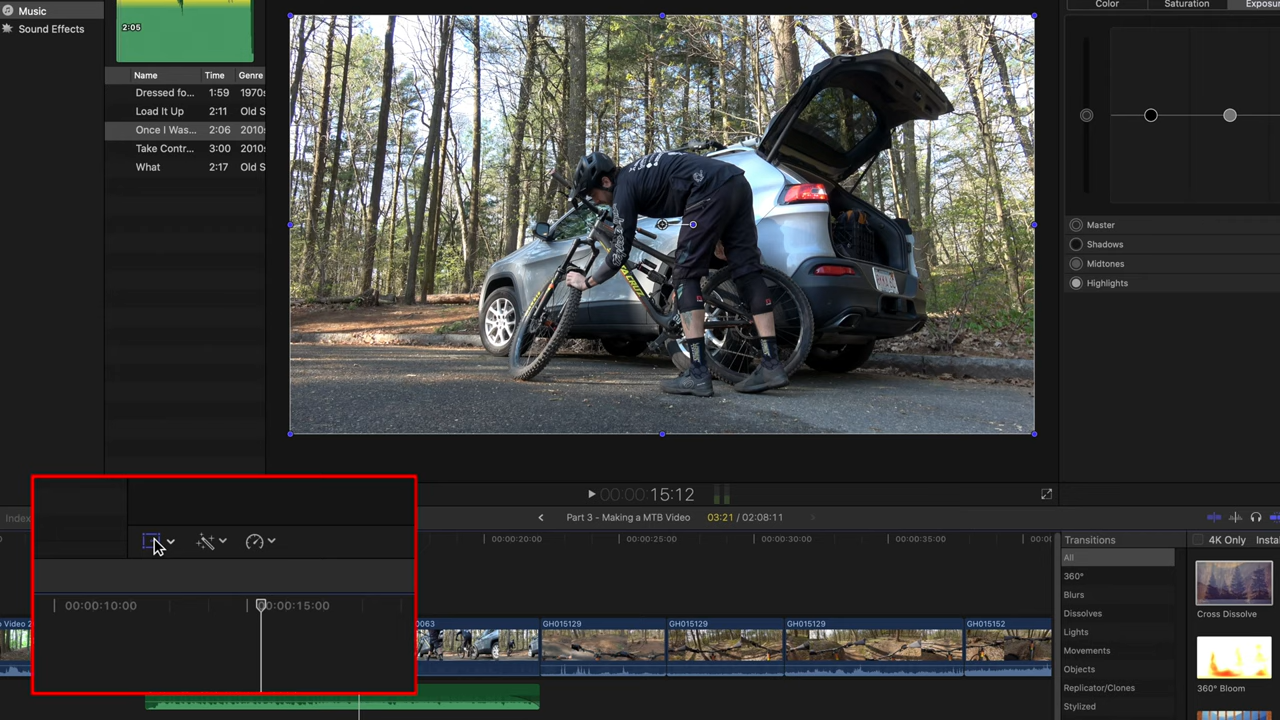 Music
Sound Effects
2:05
Name Time Genre
Dressed fo... 1:59 1970s
Load It Up 2:11 Old S
Once I Was... 2:06 2010s
Take Contr... 3:00 2010s
What 2:17 Old S
Color Saturation Exposu
Master
Shadows
Midtones
Highlights
00:00:15:12
Index
Part 3 - Making a MTB Video 03:21 / 02:08:11
00:00:20:00 00:00:25:00 00:00:30:00 00:00:35:00
00:00:10:00 00:00:15:00
Video 2
0063 GH015129 GH015129 GH015129 GH015152
Transitions
All
360°
Blurs
Dissolves
Lights
Movements
Objects
Replicator/Clones
Stylized
4K Only Insta
Cross Dissolve
360° Bloom